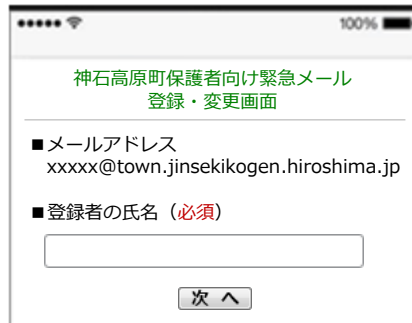 100%
神石高原町保護者向け緊急メール
登録・変更画面
■メールアドレス
xxxxx@town.jinsekikogen.hiroshima.jp
■登録者の氏名（必須）
次 へ